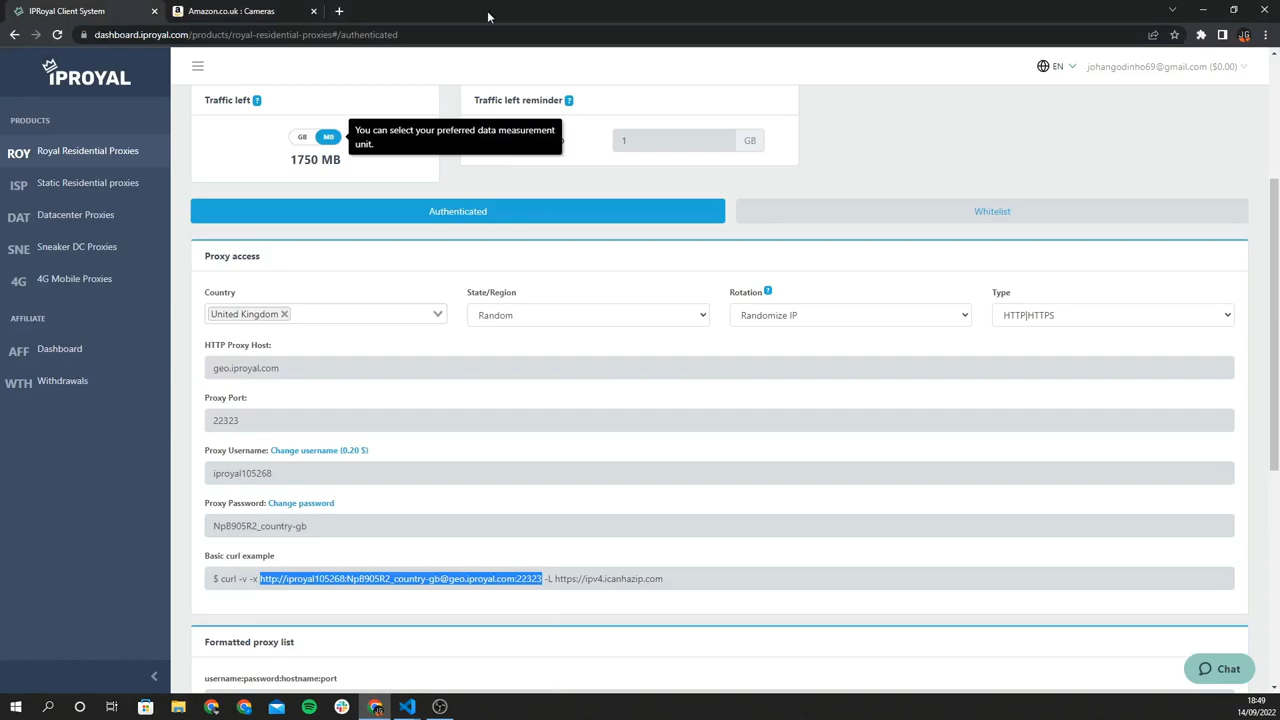 IPRoyal Client System
Amazon.co.uk: Cameras
dashboard.iproyal.com/products/royal-residential-proxies#/authenticated
IPROYAL
EN
johangodinho69@gmail.com ($0.00)
PRODUCTS
ROY Royal Residential Proxies
ISP Static Residential proxies
DAT Datacenter Proxies
SNE Sneaker DC Proxies
4G 4G Mobile Proxies
AFFILIATE
AFF Dashboard
WTH Withdrawals
Traffic left ?
GB MB
1750 MB
You can select your preferred data measurement
unit.
Traffic left reminder ?
1 GB
Authenticated
Whitelist
Proxy access
Country State/Region Rotation ? Type
United Kingdom Random Randomize IP HTTP|HTTPS
HTTP Proxy Host:
geo.iproyal.com
Proxy Port:
22323
Proxy Username: Change username (0.20 $)
iproyal105268
Proxy Password: Change password
NpB905R2_country-gb
Basic curl example
$ curl -v -x http://iproyal105268:NpB905R2_country-gb@geo.iproyal.com:22323 -L https://ipv4.icanhazip.com
Formatted proxy list
username:password:hostname:port
Chat
18:49
14/09/2022